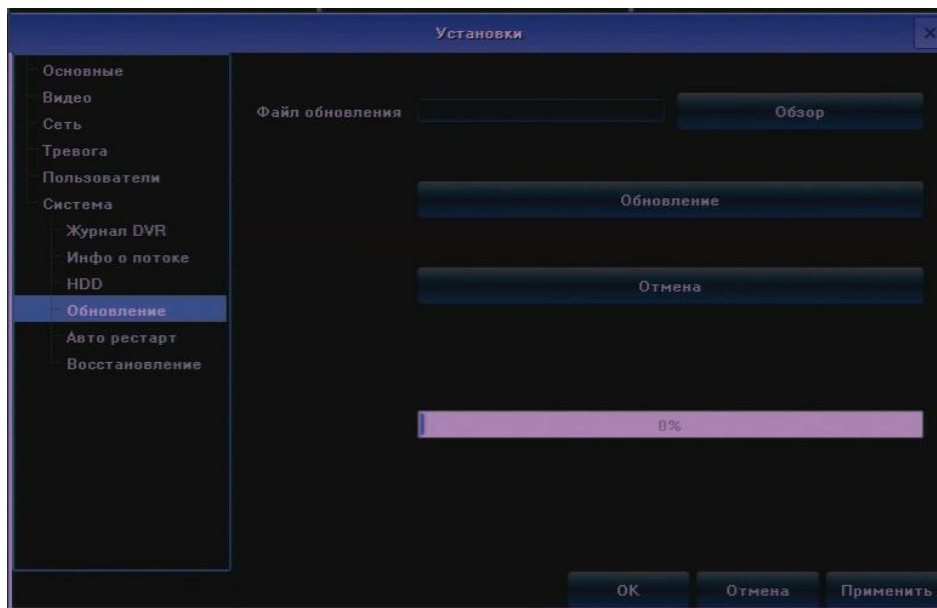 Установки
Основные
Видео
Сеть
Тревога
Пользователи
Система
Журнал DVR
Инфо о потоке
HDD
Обновление
Авто рестарт
Восстановление
Файл обновления
Обзор
Обновление
Отмена
0%
OK
Отмена
Применить